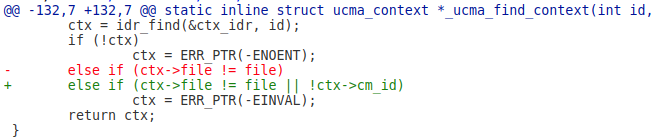 @@ -132,7 +132,7 @@ static inline struct ucma_context *_ucma_find_context(int id,
        ctx = idr_find(&ctx_idr, id);
        if (!ctx)
                ctx = ERR_PTR(-ENOENT);
-       else if (ctx->file != file)
+       else if (ctx->file != file || !ctx->cm_id)
                ctx = ERR_PTR(-EINVAL);
        return ctx;
 }